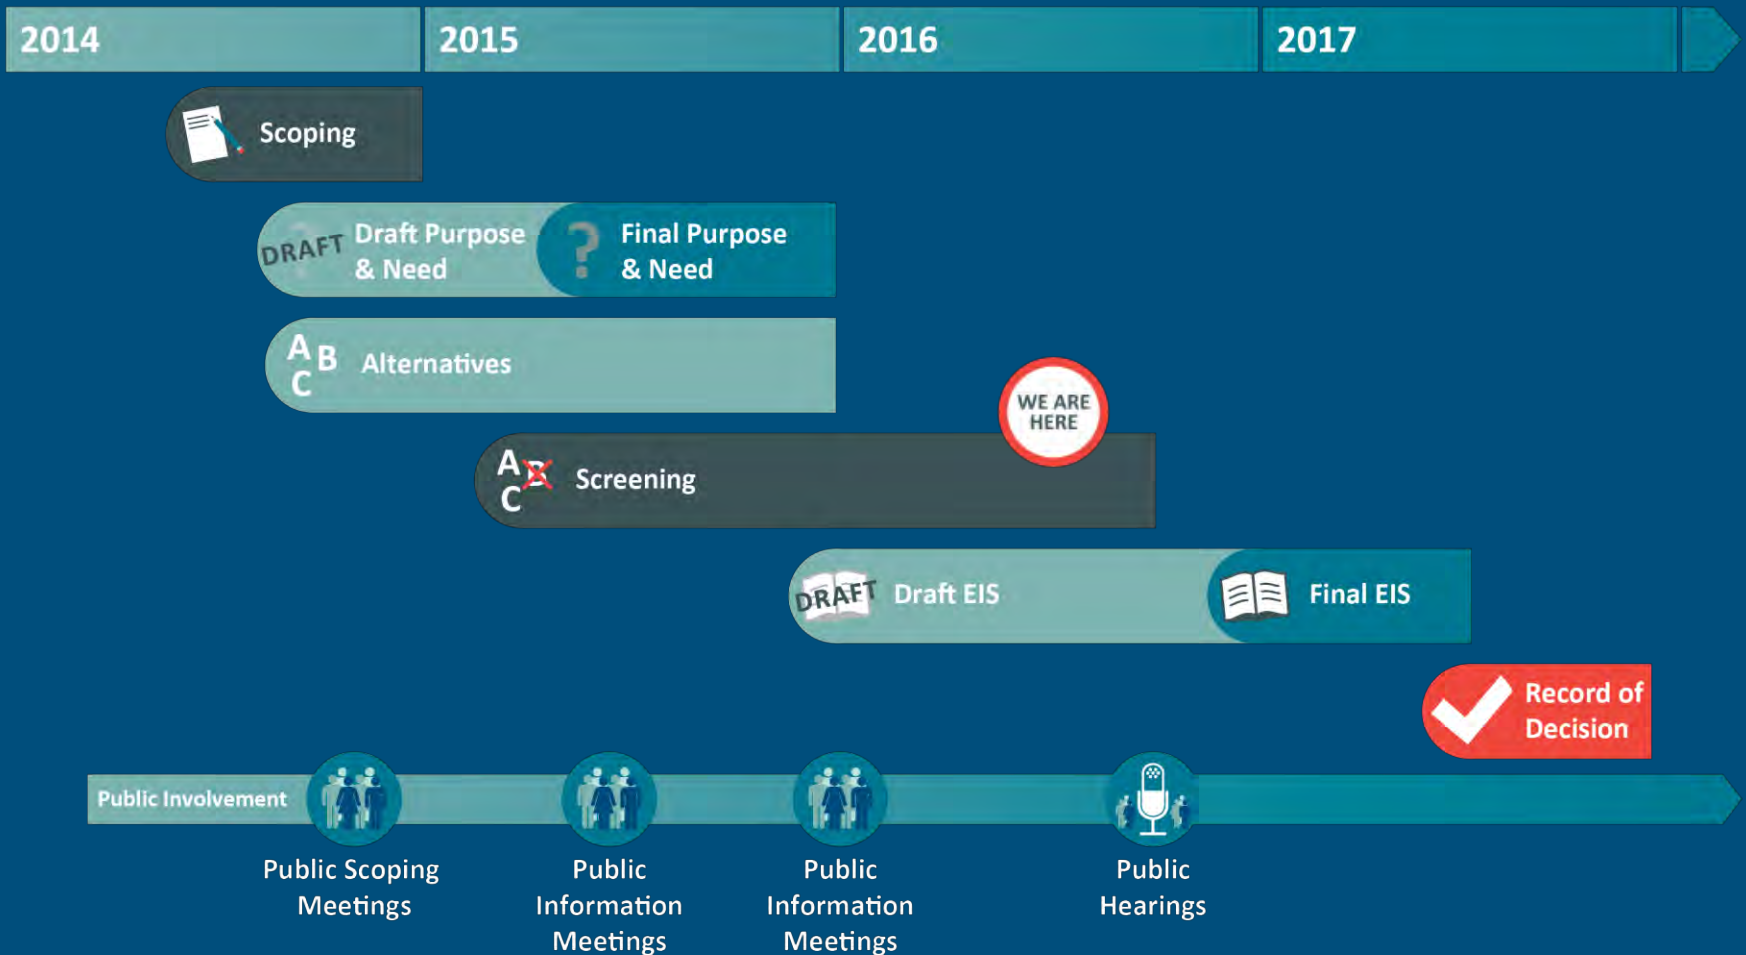 2014
2015
2016
2017
Scoping
DRAFT
Draft Purpose
& Need
?
Final Purpose
& Need
A B
C
Alternatives
WE ARE
HERE
A B
C
Screening
DRAFT
Draft EIS
Final EIS
Record of
Decision
Public Involvement
Public Scoping
Meetings
Public
Information
Meetings
Public
Information
Meetings
Public
Hearings